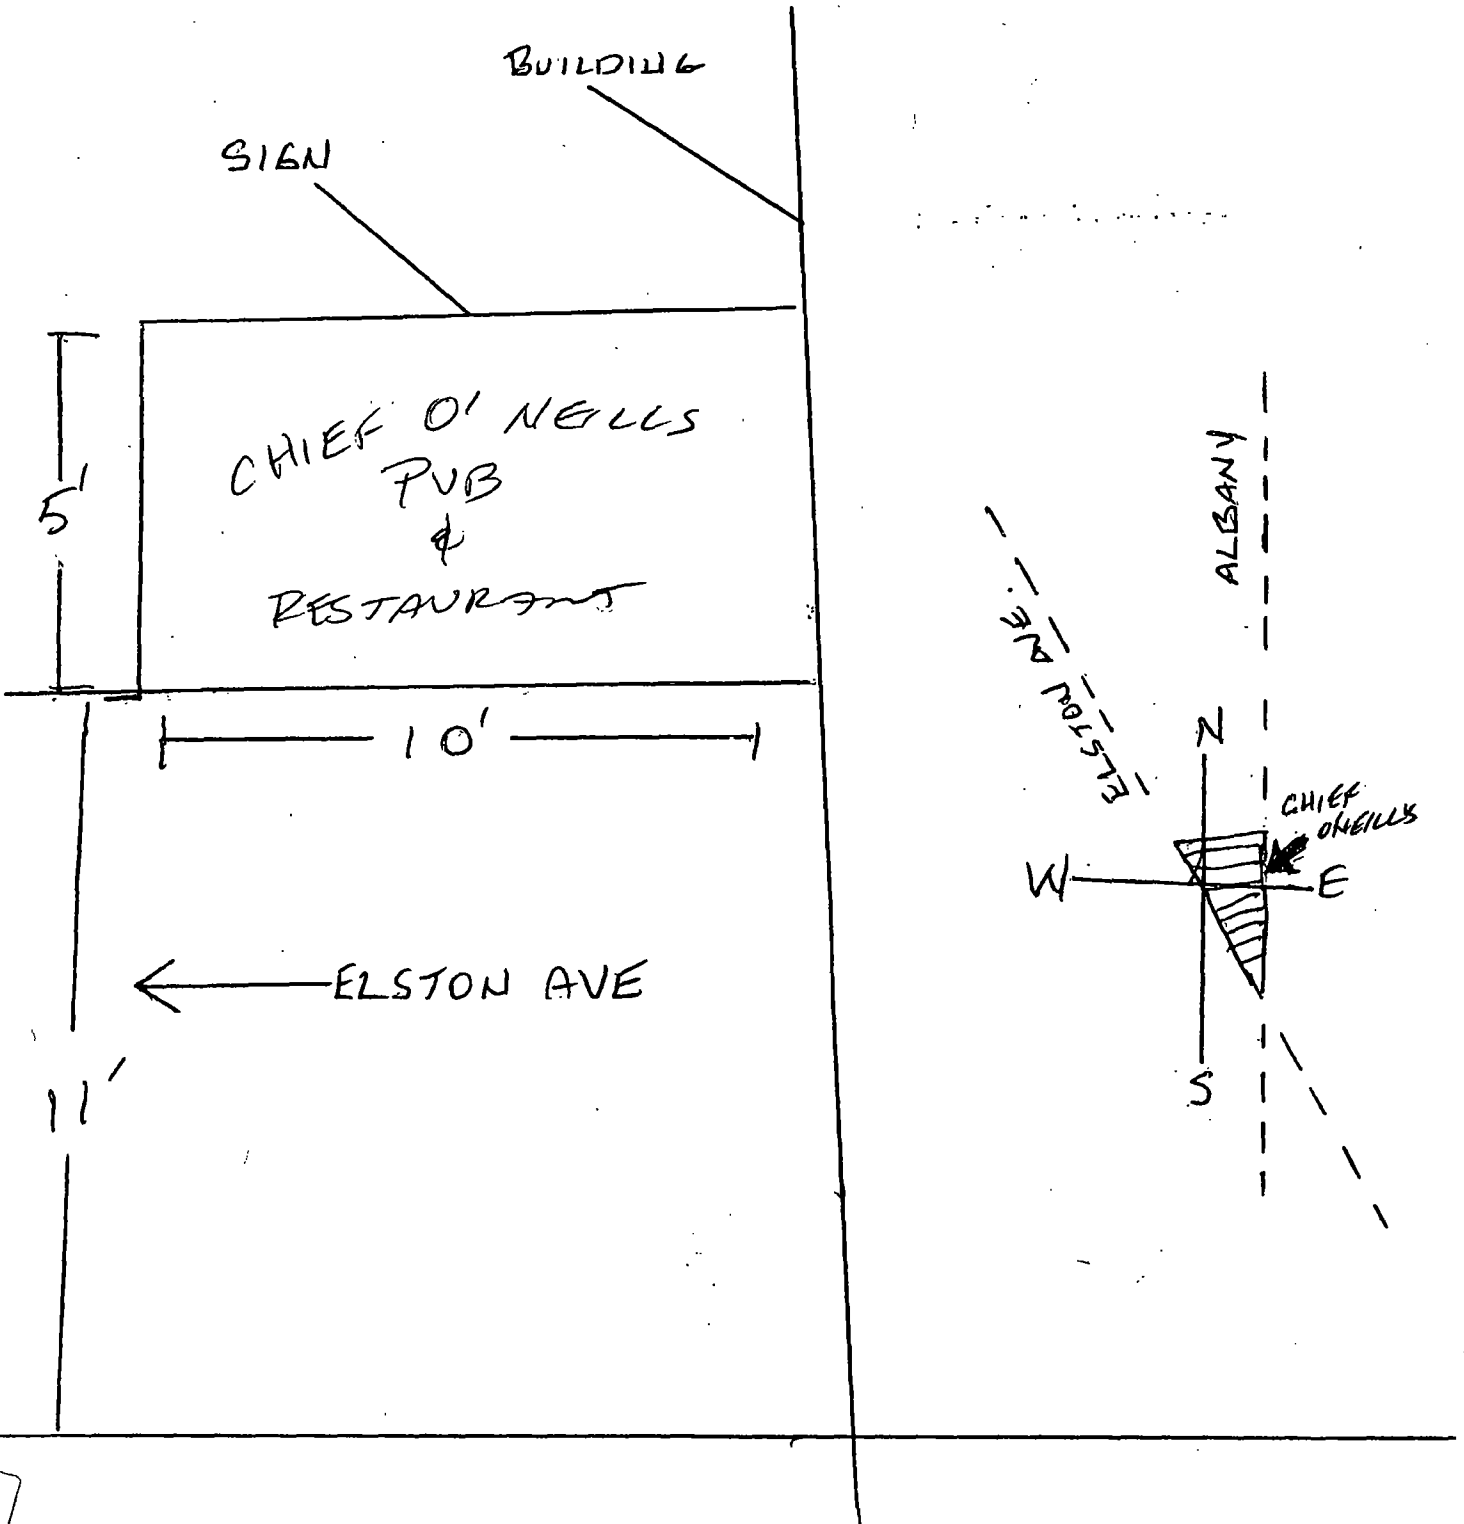 BUILDING
SIGN
CHIEF O' NEILLS
PUB
&
RESTAURANT
5'
10'
ELSTON AVE
11'
ALBANY
ELSTON AVE.
N
CHIEF
ONEILLS
W
E
S